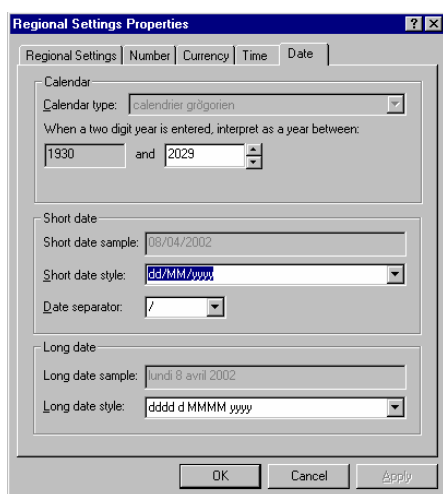 Regional Settings Properties
Regional Settings Number Currency Time Date
Calendar
Calendar type: calendrier grõgorien
When a two digit year is entered, interpret as a year between:
1930 and 2029
Short date
Short date sample: 08/04/2002
Short date style: dd/MM/yyyy
Date separator: /
Long date
Long date sample: lundi 8 avril 2002
Long date style: dddd d MMMM yyyy
OK Cancel Apply